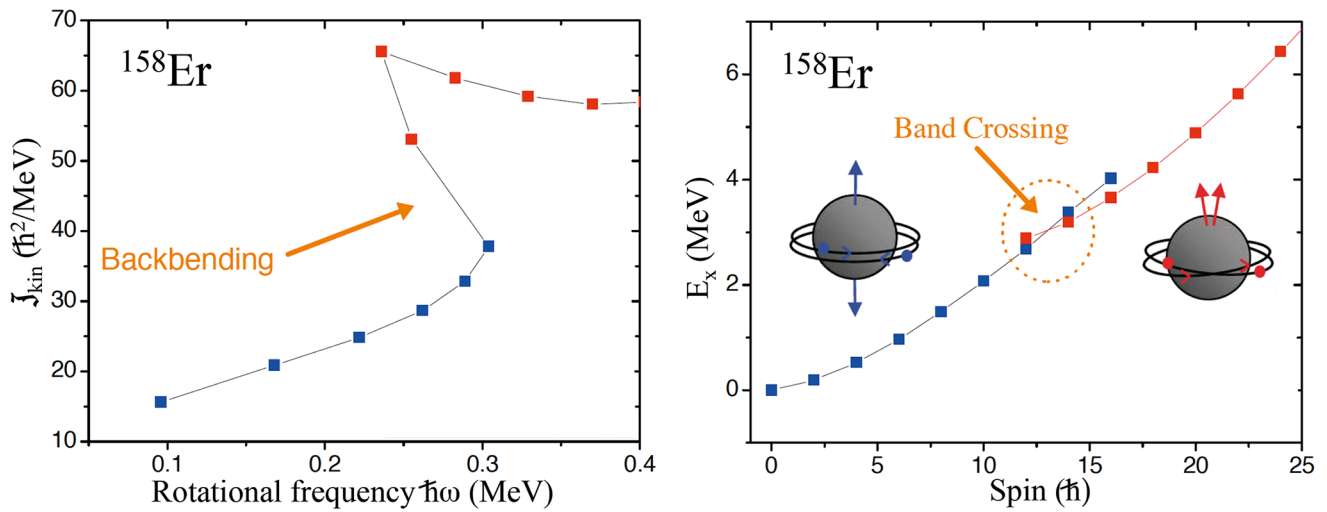 70
60
50
40
30
20
10
ℑkin (ħ²/MeV)
¹⁵⁸Er
Backbending
0.1 0.2 0.3 0.4
Rotational frequency ħω (MeV)
6
4
2
0
Eₓ (MeV)
¹⁵⁸Er
Band Crossing
0 5 10 15 20 25
Spin (ħ)